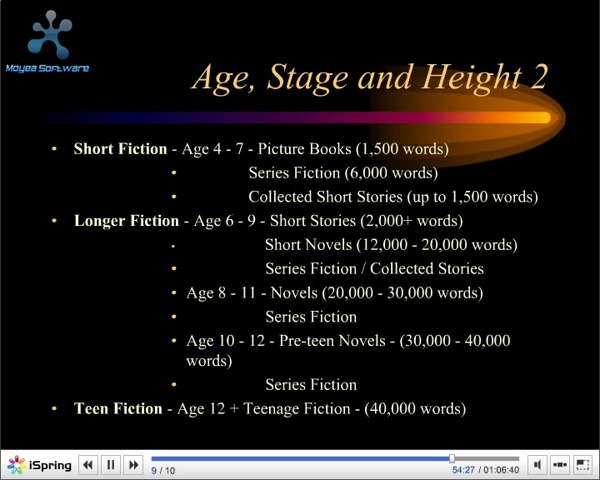 Moyea Software
Age, Stage and Height 2
• Short Fiction - Age 4 - 7 - Picture Books (1,500 words)
• Series Fiction (6,000 words)
• Collected Short Stories (up to 1,500 words)
• Longer Fiction - Age 6 - 9 - Short Stories (2,000+ words)
• Short Novels (12,000 - 20,000 words)
• Series Fiction / Collected Stories
• Age 8 - 11 - Novels (20,000 - 30,000 words)
• Series Fiction
• Age 10 - 12 - Pre-teen Novels - (30,000 - 40,000
words)
• Series Fiction
• Teen Fiction - Age 12 + Teenage Fiction - (40,000 words)
iSpring
9 / 10
54:27 / 01:06:40